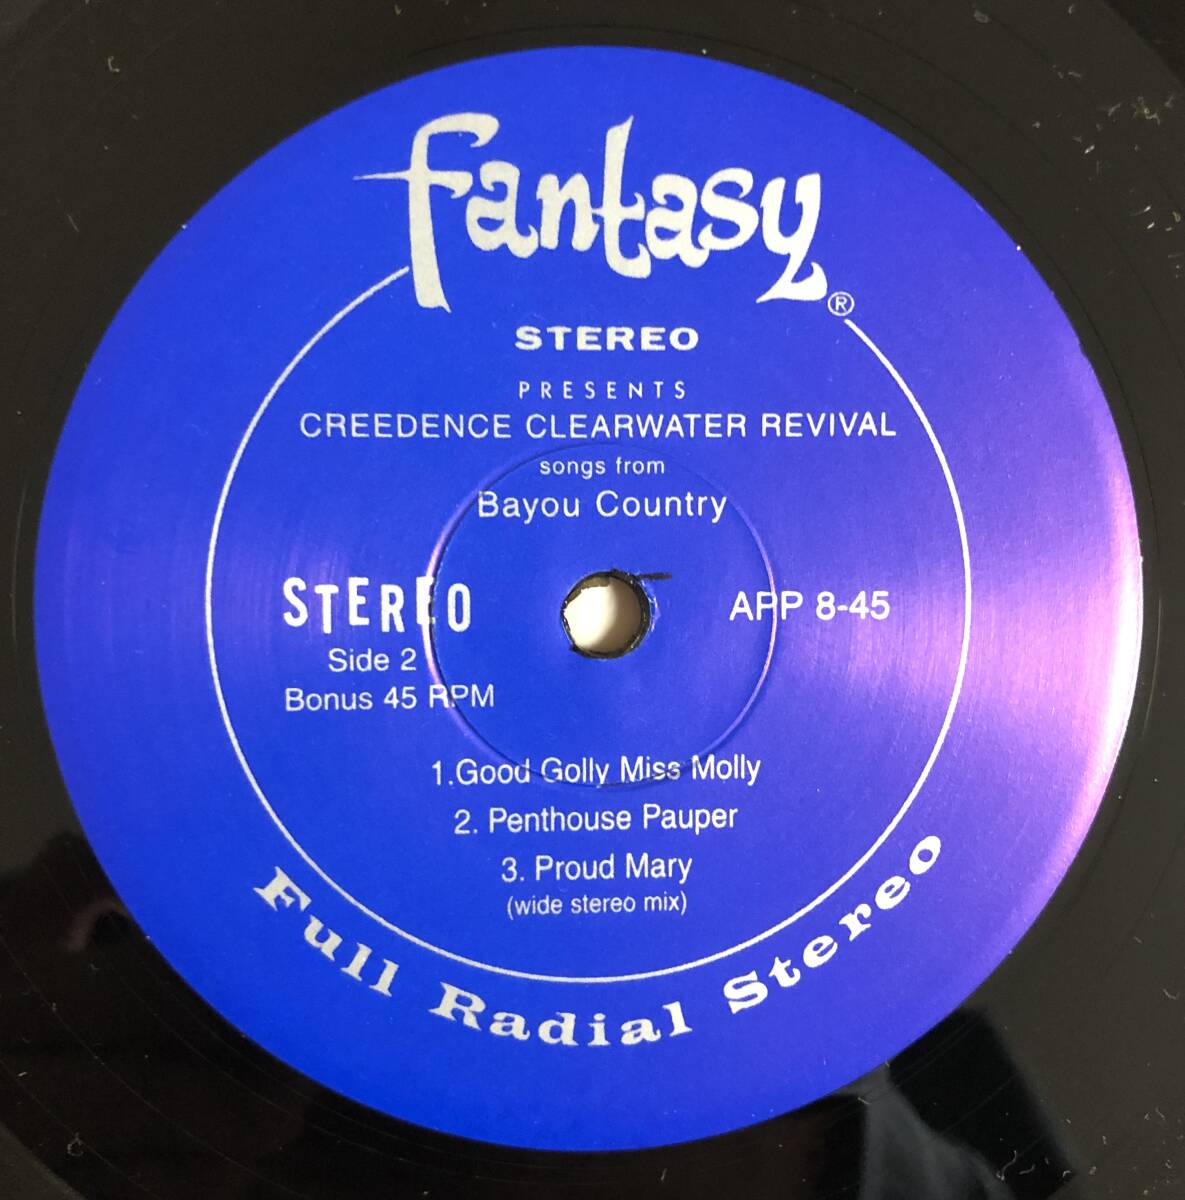 fantasy®
STEREO
PRESENTS
CREEDENCE CLEARWATER REVIVAL
songs from
Bayou Country
STEREO
APP 8-45
Side 2
Bonus 45 RPM
1.Good Golly Miss Molly
2. Penthouse Pauper
3. Proud Mary
(wide stereo mix)
Full Radial Stereo